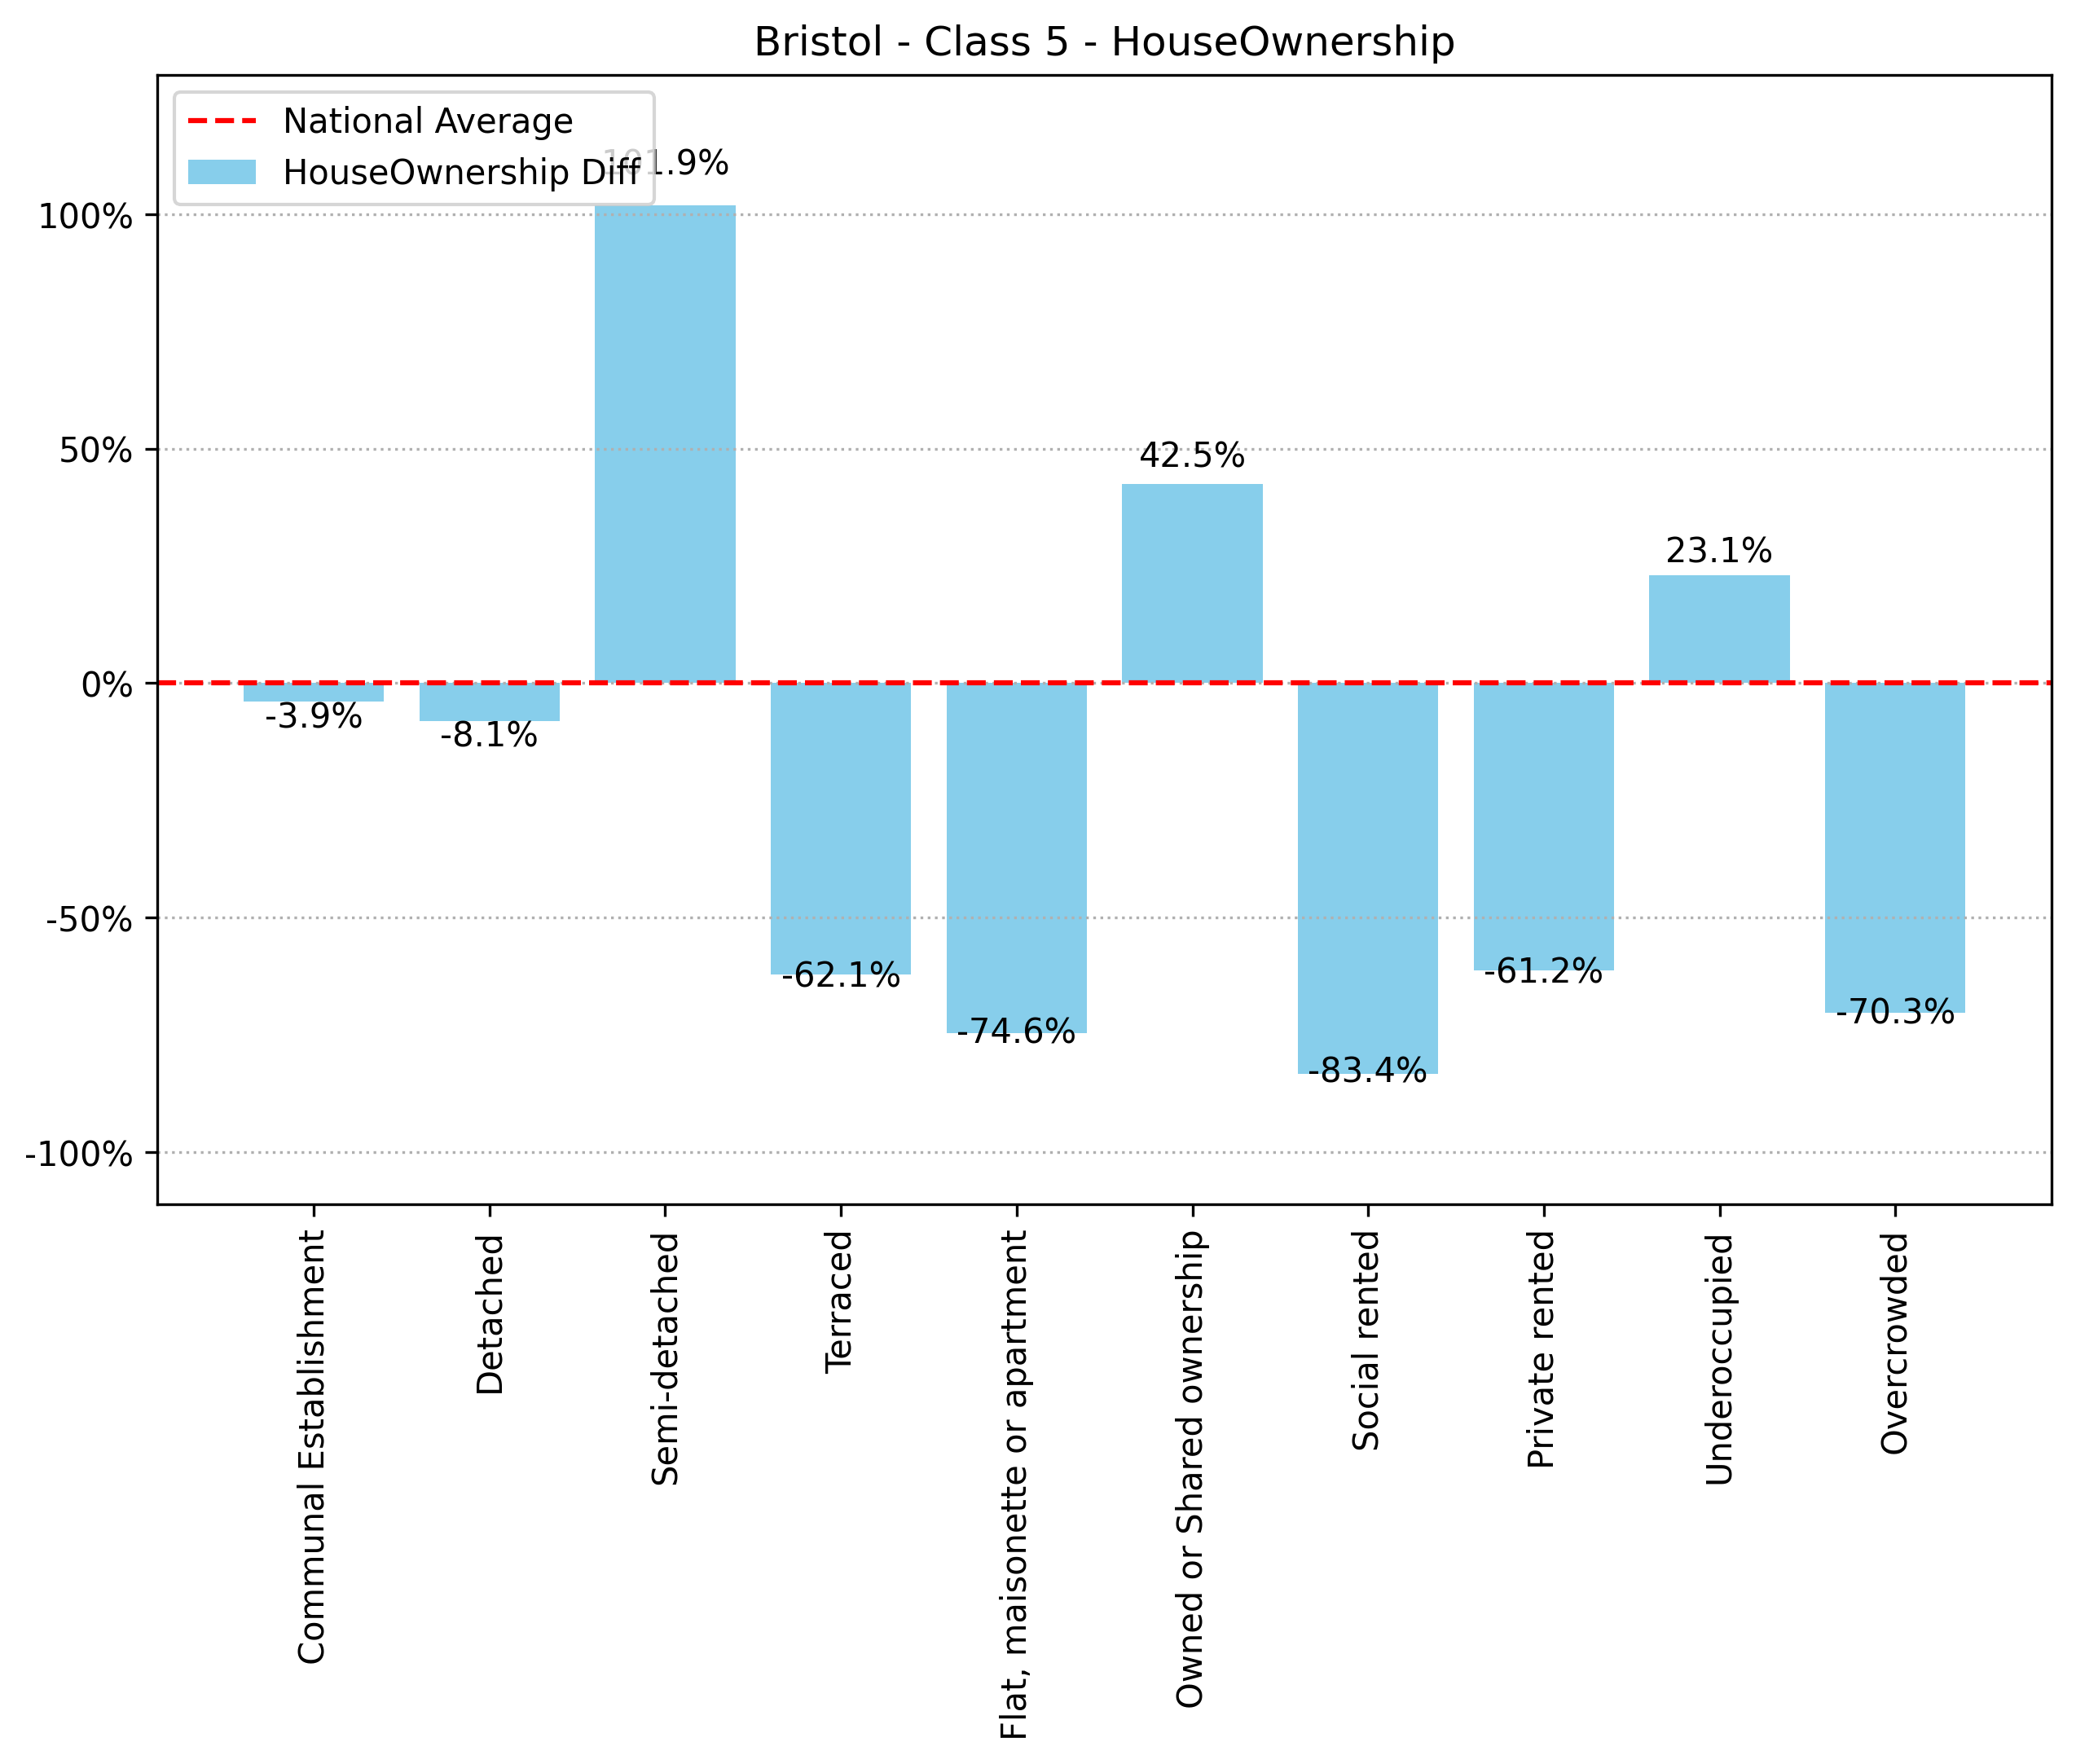 Bristol - Class 5 - HouseOwnership
National Average
HouseOwnership Diff
101.9%
42.5%
23.1%
-3.9%
-8.1%
-62.1%
-74.6%
-83.4%
-61.2%
-70.3%
100%
50%
0%
-50%
-100%
Communal Establishment
Detached
Semi-detached
Terraced
Flat, maisonette or apartment
Owned or Shared ownership
Social rented
Private rented
Underoccupied
Overcrowded